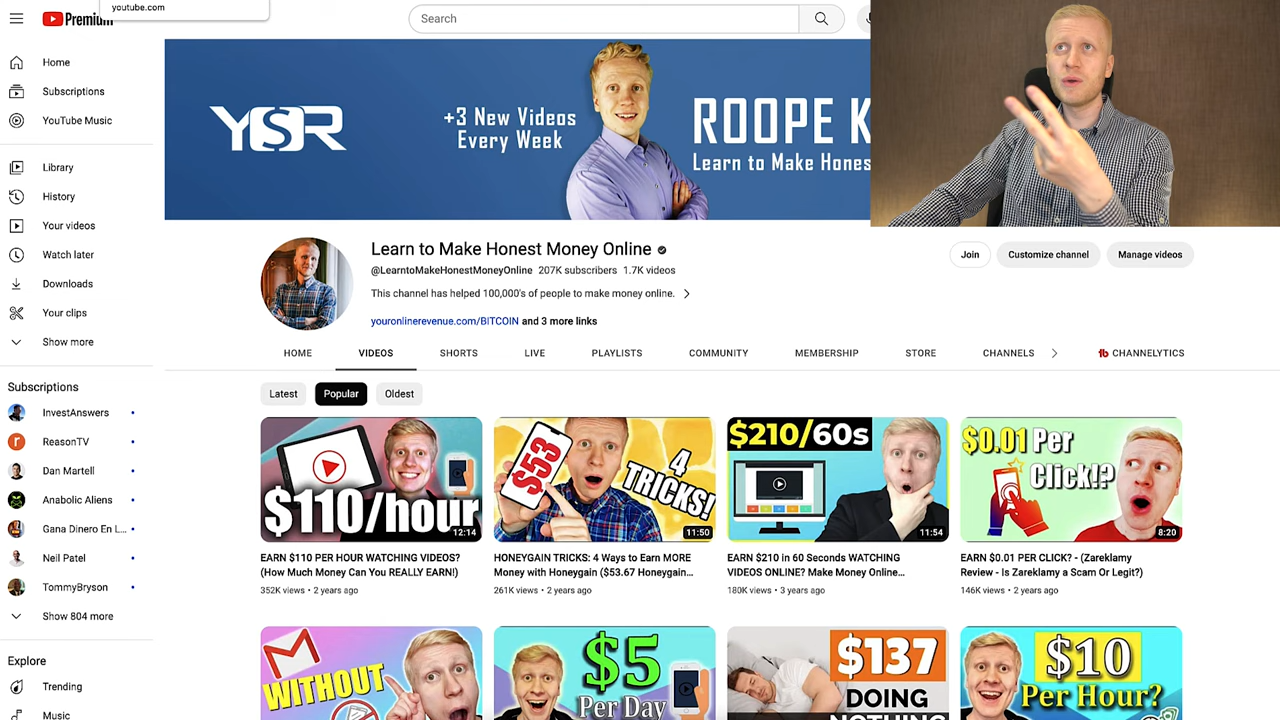 youtube.com
Premium
Search
Home
Subscriptions
YouTube Music
Library
History
Your videos
Watch later
Downloads
Your clips
Show more
Subscriptions
InvestAnswers
ReasonTV
Dan Martell
Anabolic Aliens
Gana Dinero En L...
Neil Patel
TommyBryson
Show 804 more
Explore
Trending
Music
YSR
+3 New Videos
Every Week
ROOPE K
Learn to Make Hones
Learn to Make Honest Money Online
@LearntoMakeHonestMoneyOnline 207K subscribers 1.7K videos
This channel has helped 100,000's of people to make money online.
youronlinerevenue.com/BITCOIN and 3 more links
Join
Customize channel
Manage videos
HOME VIDEOS SHORTS LIVE PLAYLISTS COMMUNITY MEMBERSHIP STORE CHANNELS CHANNELYTICS
Latest Popular Oldest
$110/hour
12:14
EARN $110 PER HOUR WATCHING VIDEOS?
(How Much Money Can You REALLY EARN!)
352K views • 2 years ago
$53
4
TRICKS!
11:50
HONEYGAIN TRICKS: 4 Ways to Earn MORE
Money with Honeygain ($53.67 Honeygain...
261K views • 2 years ago
$210/60s
11:54
EARN $210 in 60 Seconds WATCHING
VIDEOS ONLINE? Make Money Online...
180K views • 3 years ago
$0.01 Per
Click!?
8:20
EARN $0.01 PER CLICK? - (Zareklamy
Review - Is Zareklamy a Scam Or Legit?)
146K views • 2 years ago
WITHOUT
$5
Per Day
$137
DOING
NOTHING
$10
Per Hour?